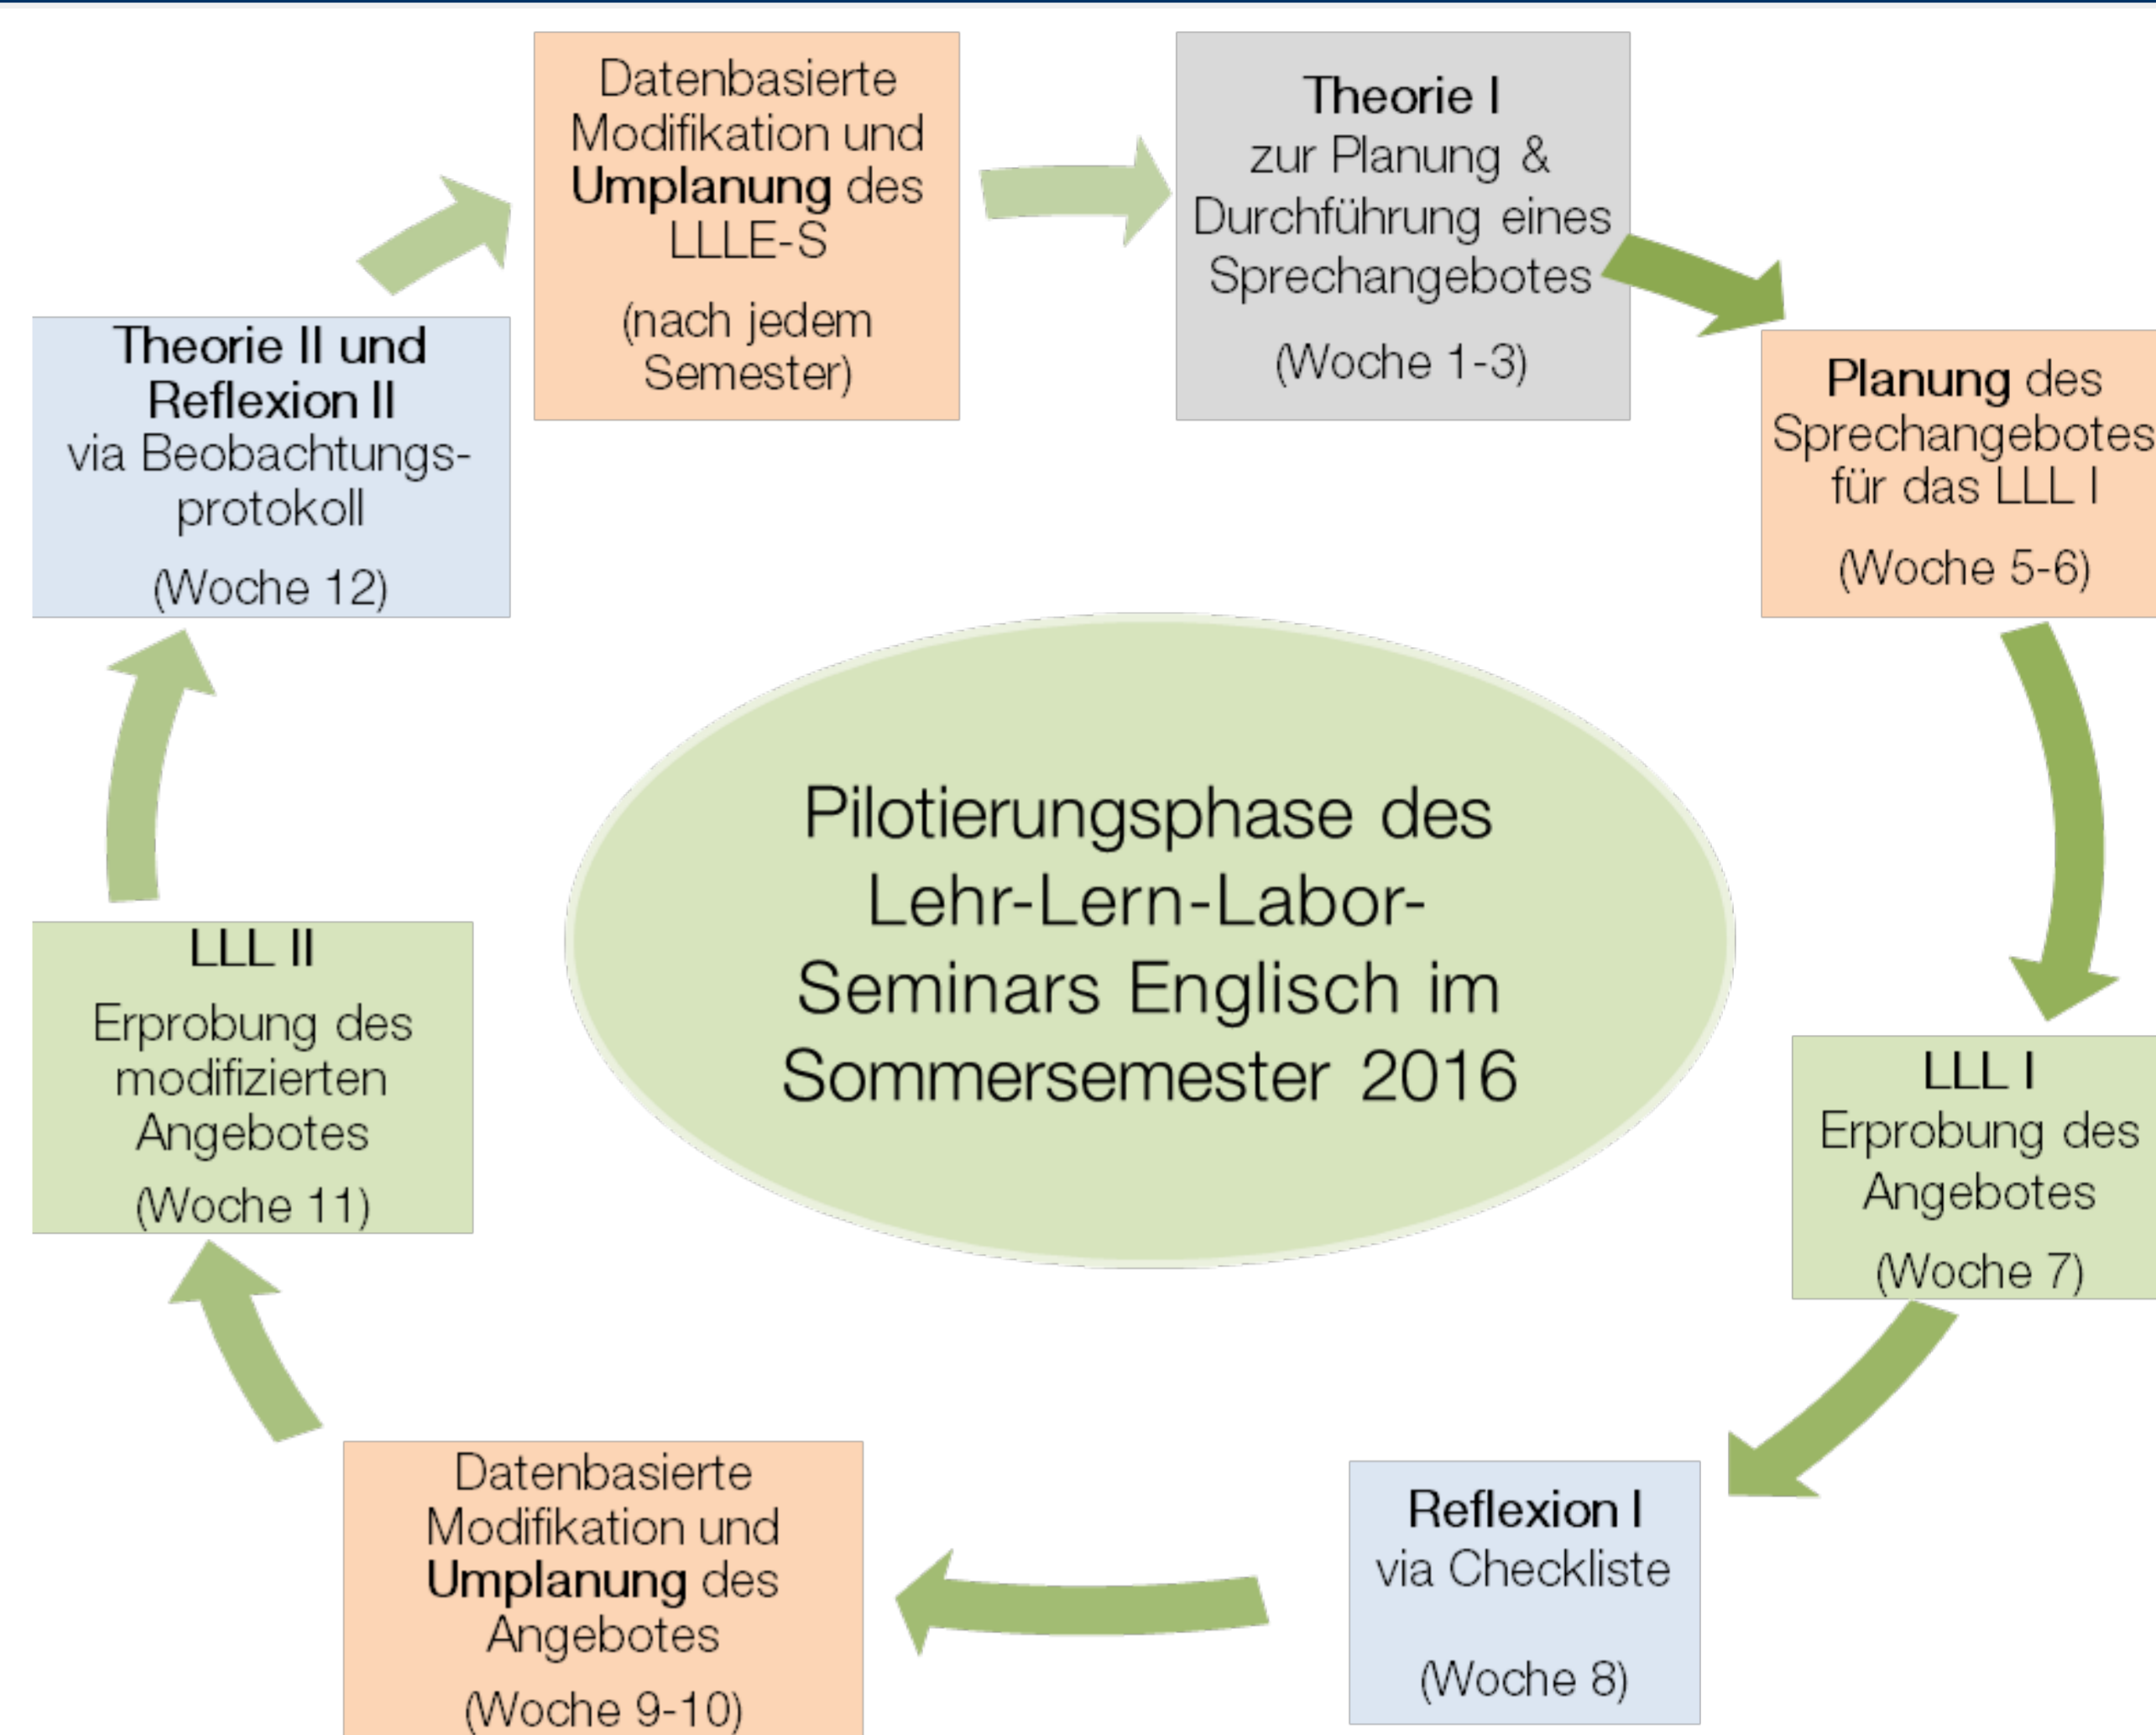 Datenbasierte
Modifikation und
Umplanung des
LLLE-S
(nach jedem
Semester)
Theorie I
zur Planung &
Durchführung eines
Sprechangebotes
(Woche 1-3)
Planung des
Sprechangebotes
für das LLL I
(Woche 5-6)
LLL I
Erprobung des
Angebotes
(Woche 7)
Reflexion I
via Checkliste
(Woche 8)
Datenbasierte
Modifikation und
Umplanung des
Angebotes
(Woche 9-10)
LLL II
Erprobung des
modifizierten
Angebotes
(Woche 11)
Theorie II und
Reflexion II
via Beobachtungs-
protokoll
(Woche 12)
Pilotierungsphase des
Lehr-Lern-Labor-
Seminars Englisch im
Sommersemester 2016